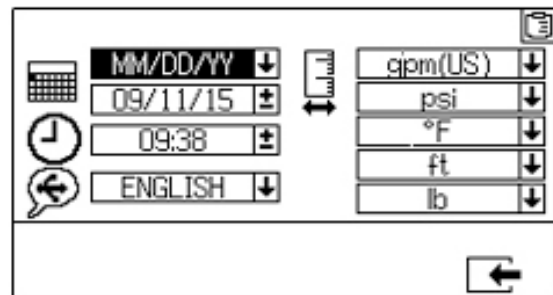 MM/DD/YY
09/11/15
09:38
ENGLISH
gpm(US)
psi
°F
ft
lb